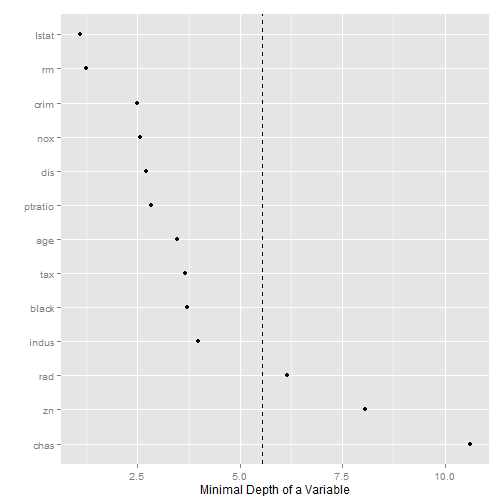 lstat
rm
crim
nox
dis
ptratio
age
tax
black
indus
rad
zn
chas
2.5 5.0 7.5 10.0
Minimal Depth of a Variable